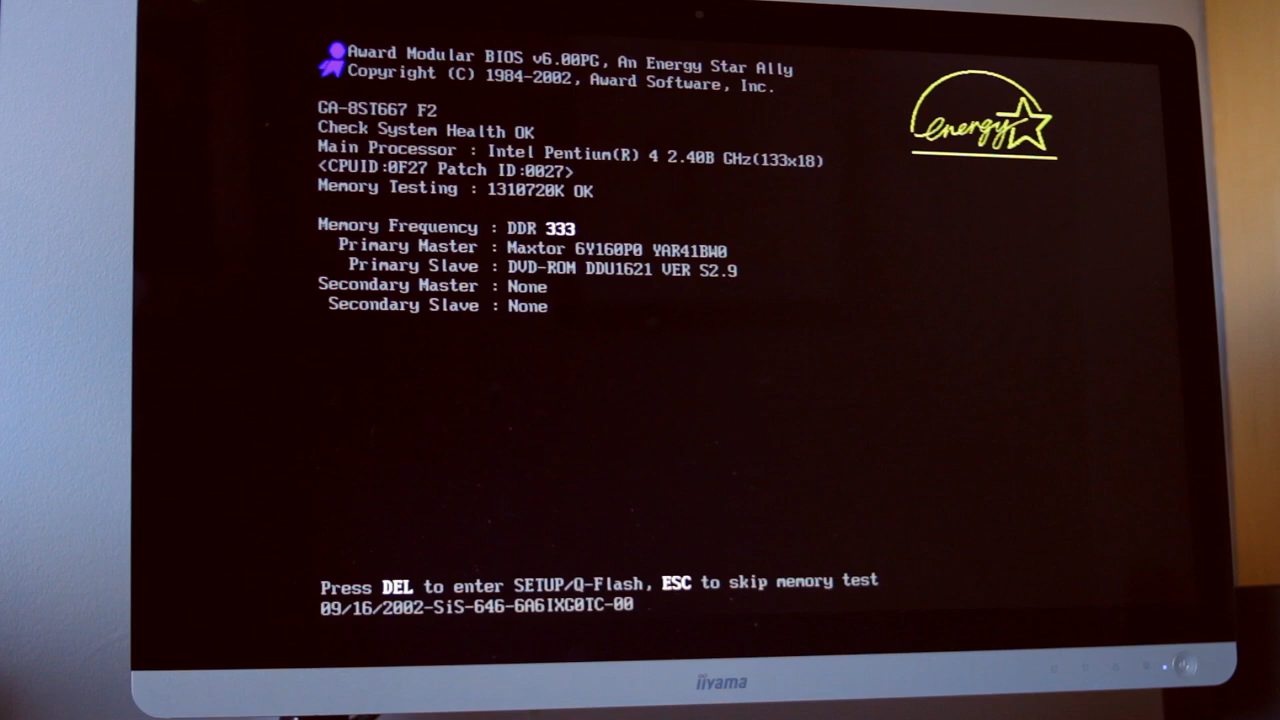 Award Modular BIOS v6.00PG, An Energy Star Ally
Copyright (C) 1984-2002, Award Software, Inc.
energy
GA-8ST667 F2
Check System Health OK
Main Processor : Intel Pentium(R) 4 2.40B GHz(133x18)
<CPUID:0F27 Patch ID:0027>
Memory Testing : 1310720K OK
Memory Frequency : DDR 333
Primary Master : Maxtor 6Y160P0 YAR41BW0
Primary Slave : DVD-ROM DDU1621 VER S2.9
Secondary Master : None
Secondary Slave : None
Press DEL to enter SETUP/Q-Flash, ESC to skip memory test
09/16/2002-SiS-646-6A6IXG0TC-00
iiyama